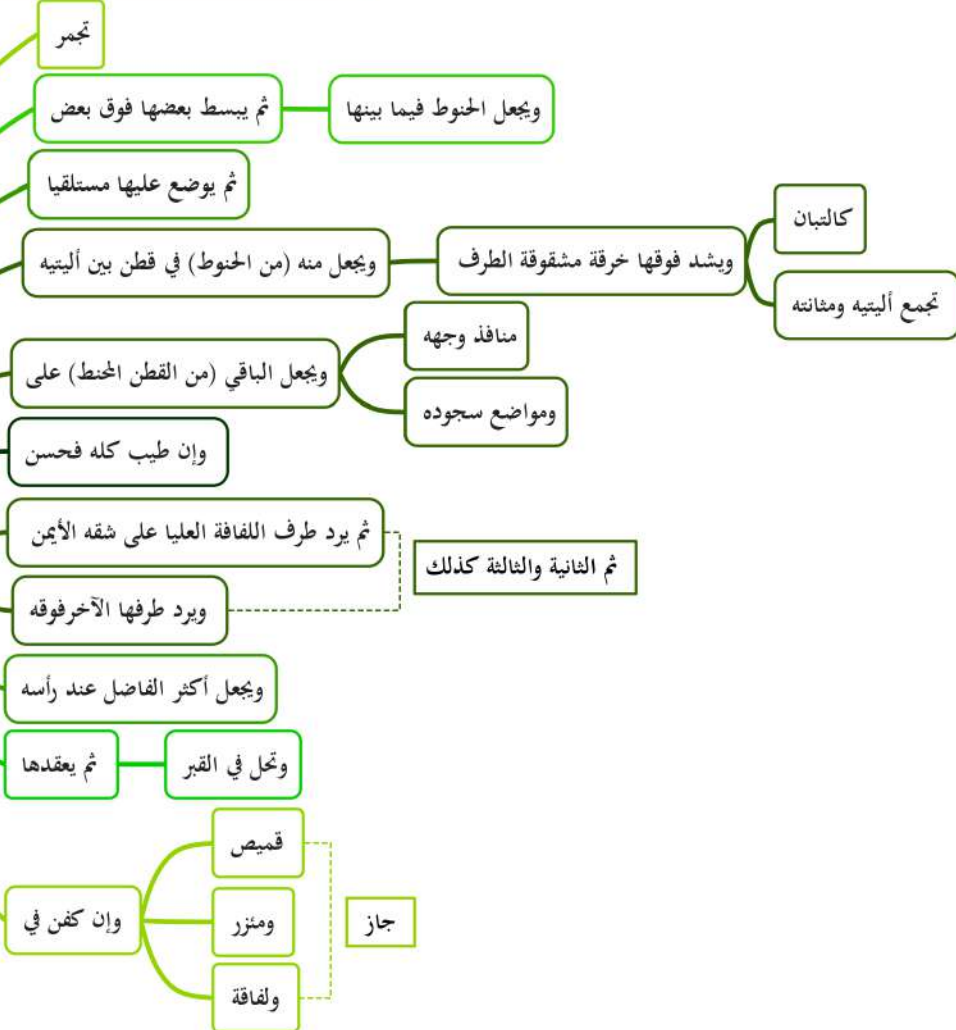 تجمر
ثم يبسط بعضها فوق بعض
ويجعل الحنوط فيما بينها
ثم يوضع عليها مستلقيا
ويجعل منه (من الحنوط) في قطن بين أليتيه
ويشد فوقها خرقة مشقوقة الطرف
كالتبان
تجمع أليتيه ومثانته
ويجعل الباقي (من القطن المحنط) على
منافذ وجهه
ومواضع سجوده
وإن طيب كله فحسن
ثم يرد طرف اللفافة العليا على شقه الأيمن
ويرد طرفها الآخرفوقه
ثم الثانية والثالثة كذلك
ويجعل أكثر الفاضل عند رأسه
ثم يعقدها
وتحل في القبر
وإن كفن في
قميص
ومئزر
ولفافة
جاز